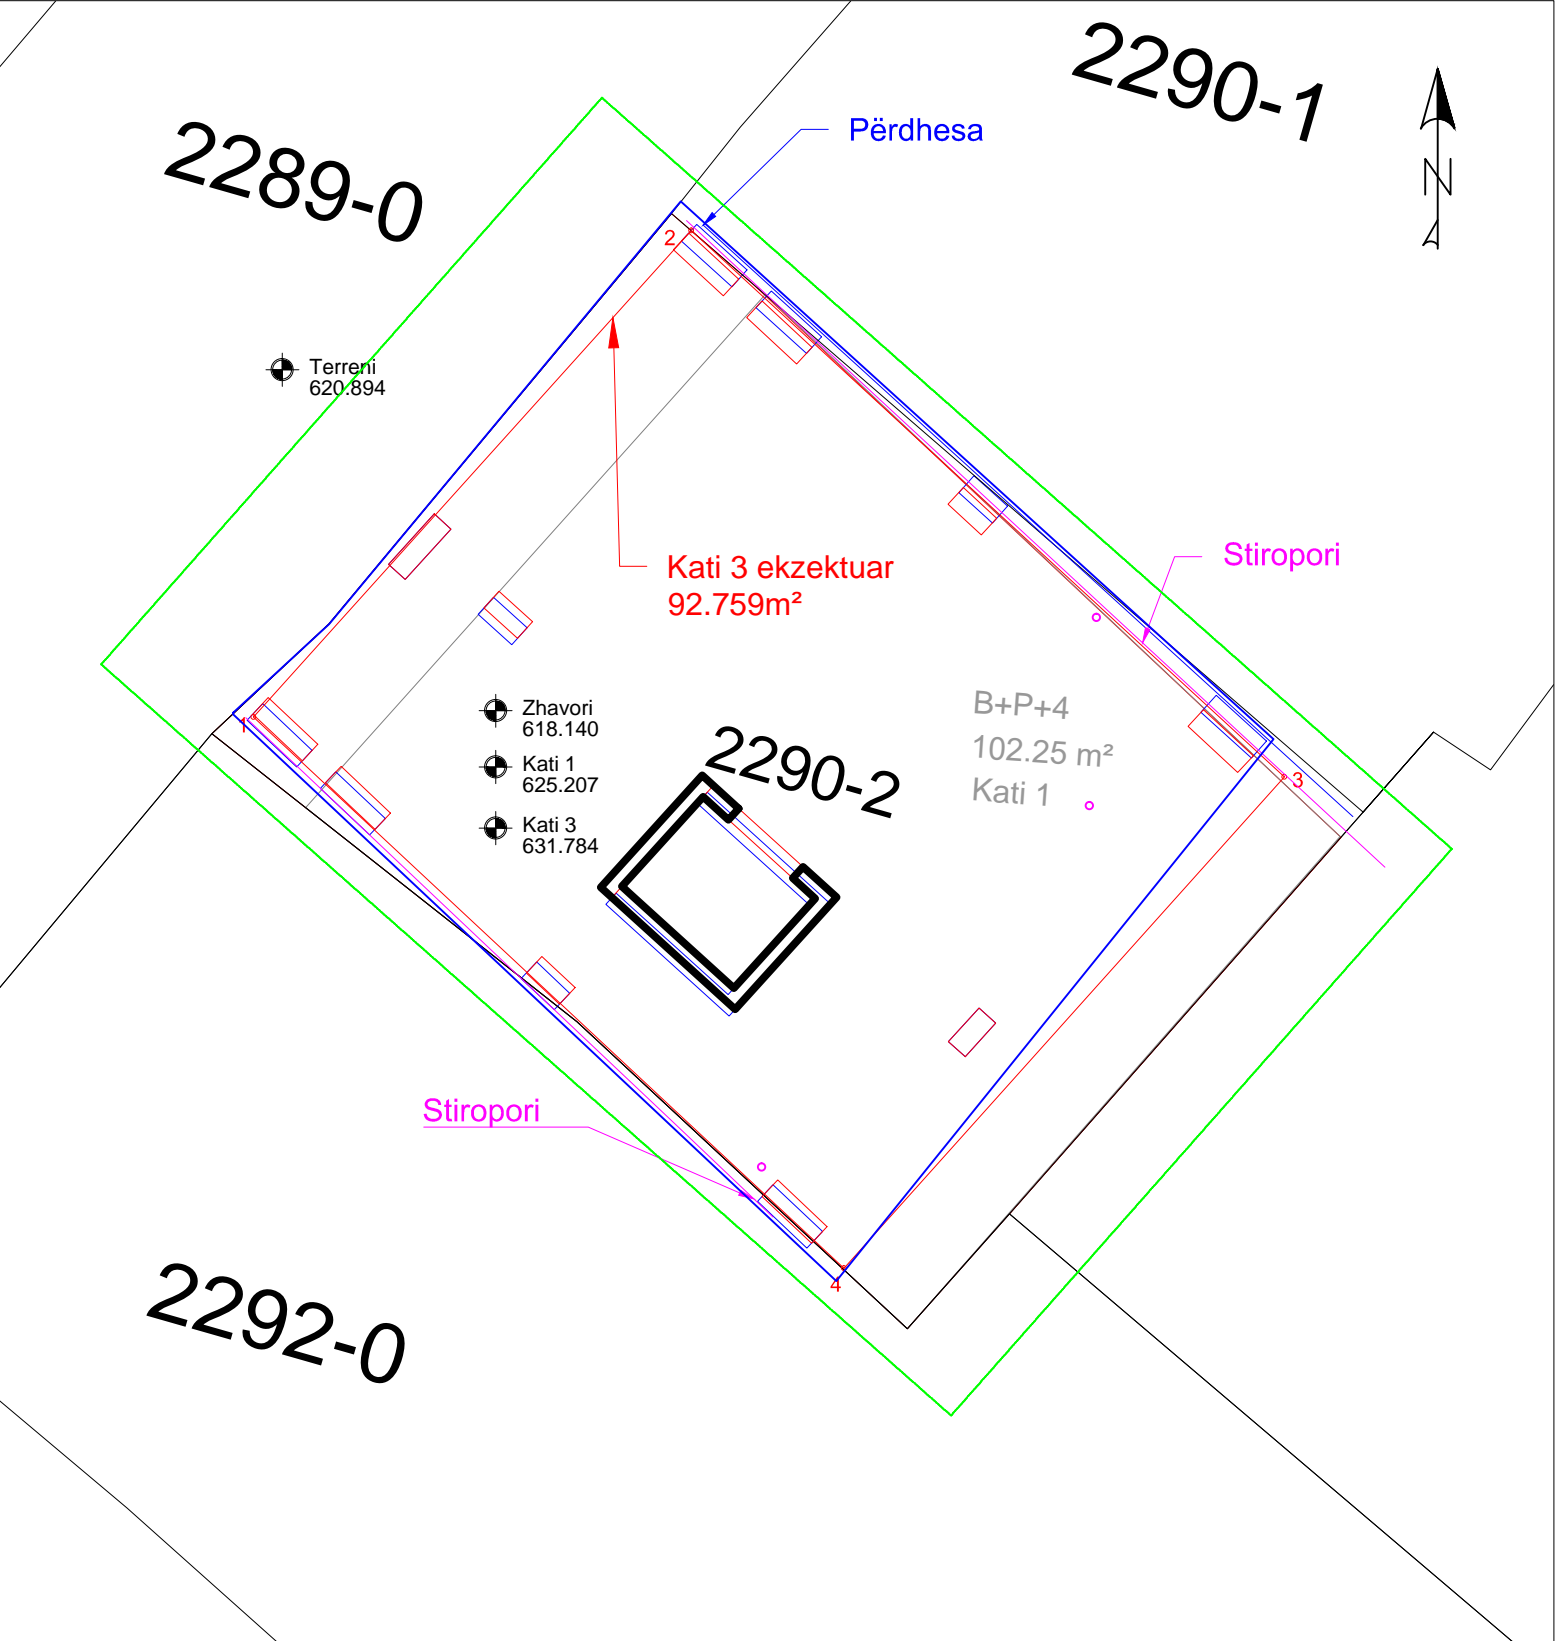 2290-1
2289-0
Përdhesa
N
2
Terreni
620.894
Kati 3 ekzektuar
92.759m²
Stiropori
1
Zhavori
618.140
Kati 1
625.207
Kati 3
631.784
2290-2
B+P+4
102.25 m²
Kati 1
3
Stiropori
4
2292-0